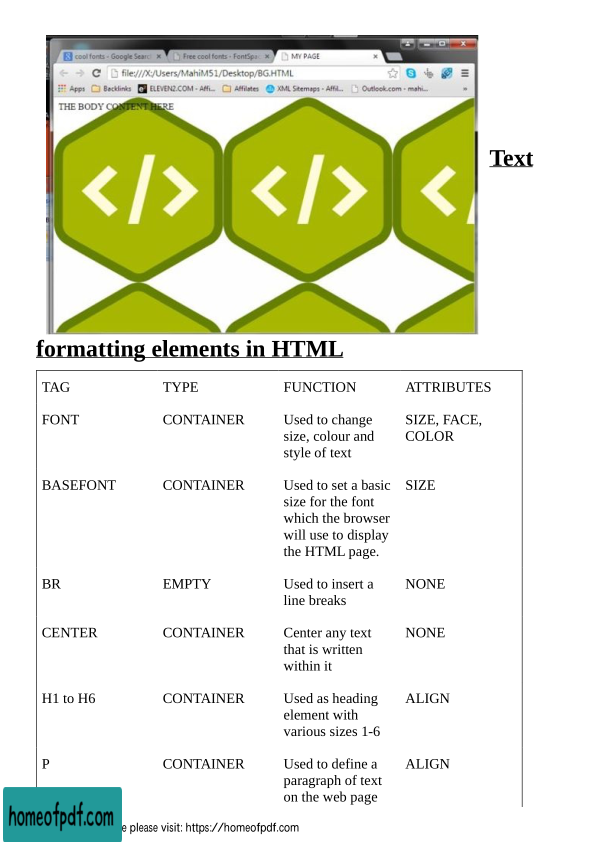 cool fonts - Google Searc
Free cool fonts - FontSpa
MY PAGE
file:///X:/Users/MahiM51/Desktop/BG.HTML
Apps Backlinks ELEVEN2.COM - Affi... Affilates XML Sitemaps - Affil... Outlook.com - mahi... »
THE BODY CONTENT HERE
</> </>
Text
formatting elements in HTML
TAG TYPE FUNCTION ATTRIBUTES
FONT CONTAINER Used to change SIZE, FACE,
size, colour and COLOR
style of text
BASEFONT CONTAINER Used to set a basic SIZE
size for the font
which the browser
will use to display
the HTML page.
BR EMPTY Used to insert a NONE
line breaks
CENTER CONTAINER Center any text NONE
that is written
within it
H1 to H6 CONTAINER Used as heading ALIGN
element with
various sizes 1-6
P CONTAINER Used to define a ALIGN
paragraph of text
on the web page
homeofpdf.com
e please visit: https://homeofpdf.com